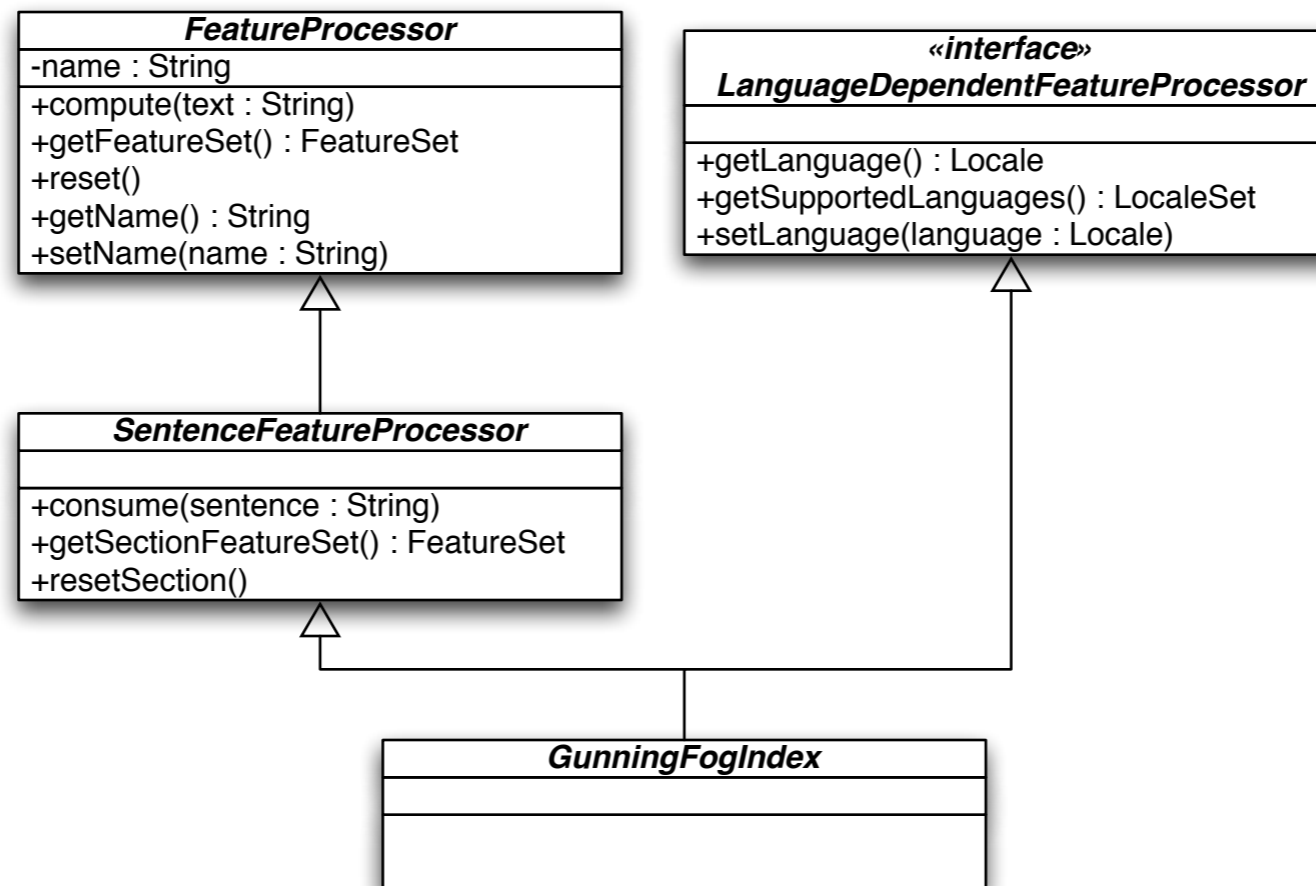 FeatureProcessor
-name : String
+compute(text : String)
+getFeatureSet() : FeatureSet
+reset()
+getName() : String
+setName(name : String)
«interface»
LanguageDependentFeatureProcessor
+getLanguage() : Locale
+getSupportedLanguages() : LocaleSet
+setLanguage(language : Locale)
SentenceFeatureProcessor
+consume(sentence : String)
+getSectionFeatureSet() : FeatureSet
+resetSection()
GunningFogIndex